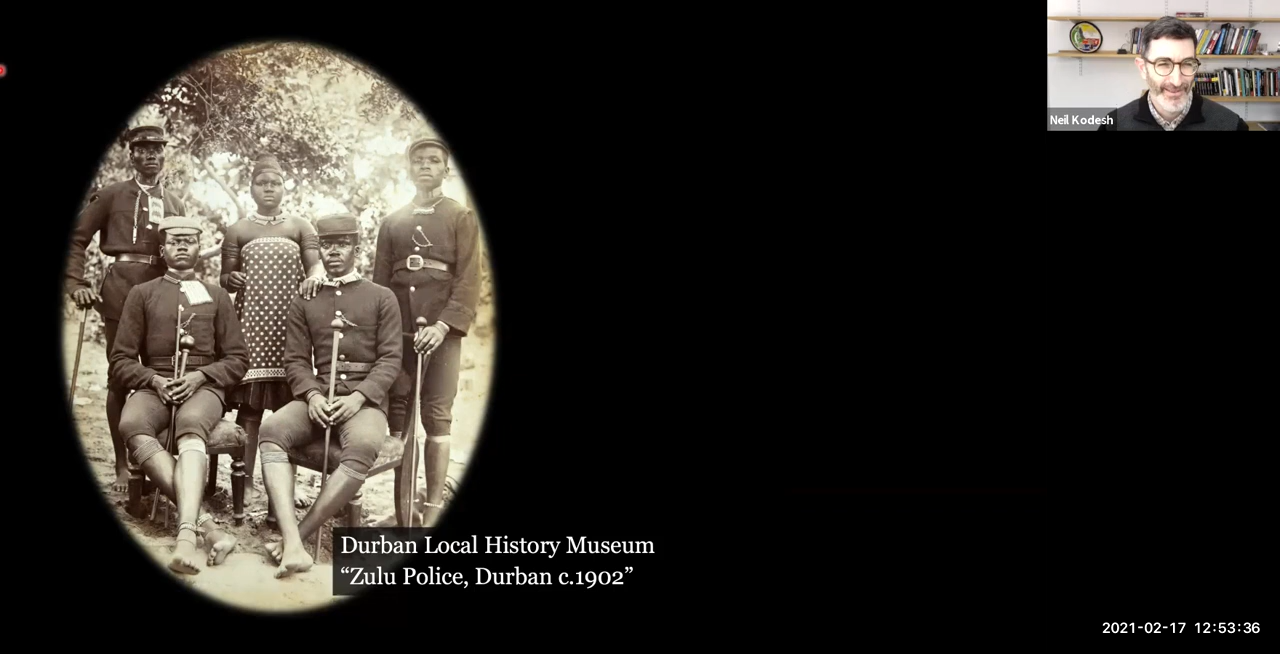 Neil Kodesh
Durban Local History Museum
“Zulu Police, Durban c.1902”
2021-02-17 12:53:36